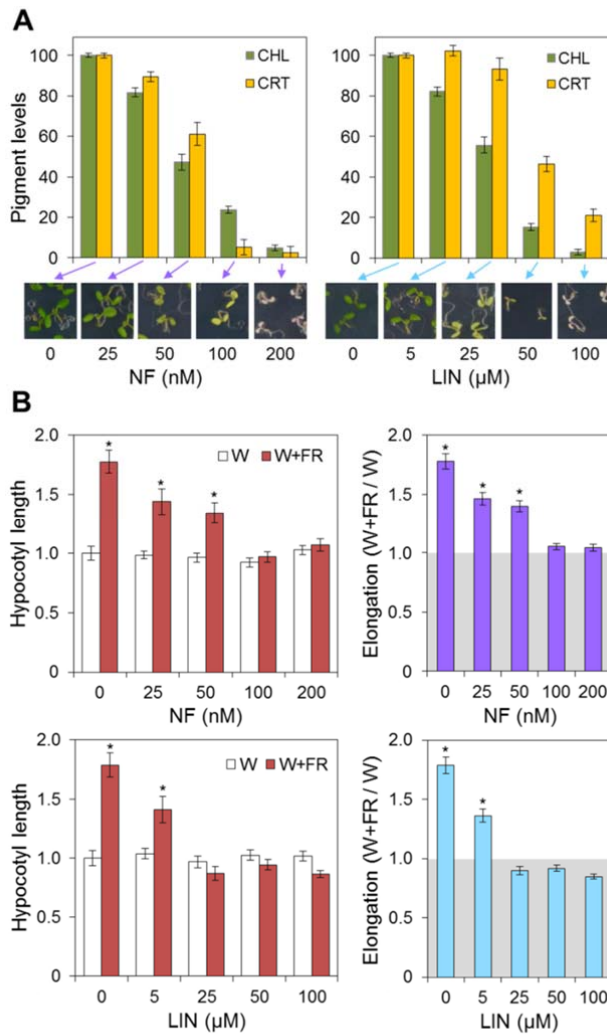 A
Pigment levels
100
80
60
40
20
0
CHL
CRT
0 25 50 100 200
NF (nM)
100
80
60
40
20
0
CHL
CRT
0 5 25 50 100
LIN (µM)
B
Hypocotyl length
2.0
1.5
1.0
0.5
0
W W+FR
* * *
0 25 50 100 200
NF (nM)
Elongation (W+FR / W)
2.0
1.5
1.0
0.5
0
* * *
0 25 50 100 200
NF (nM)
Hypocotyl length
2.0
1.5
1.0
0.5
0
W W+FR
* *
0 5 25 50 100
LIN (µM)
Elongation (W+FR / W)
2.0
1.5
1.0
0.5
0
* *
0 5 25 50 100
LIN (µM)